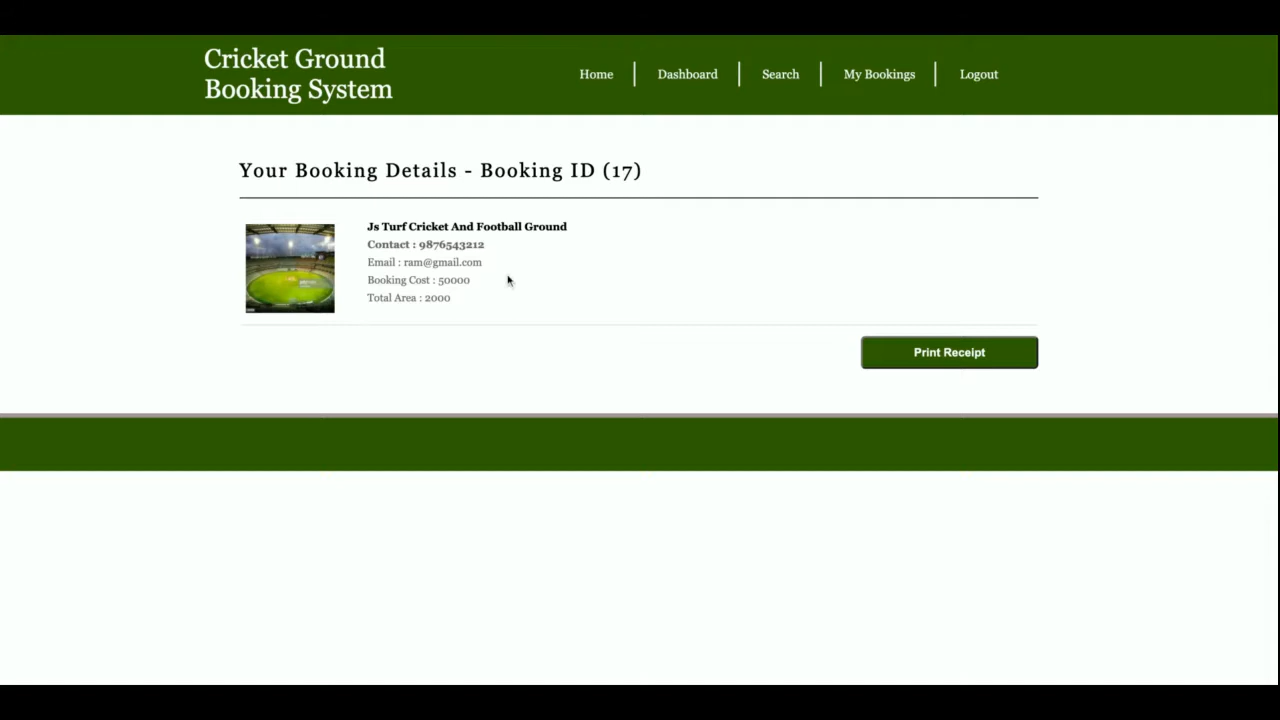 Cricket Ground
Booking System
Home
Dashboard
Search
My Bookings
Logout
Your Booking Details - Booking ID (17)
Js Turf Cricket And Football Ground
Contact : 9876543212
Email : ram@gmail.com
Booking Cost : 50000
Total Area : 2000
Print Receipt